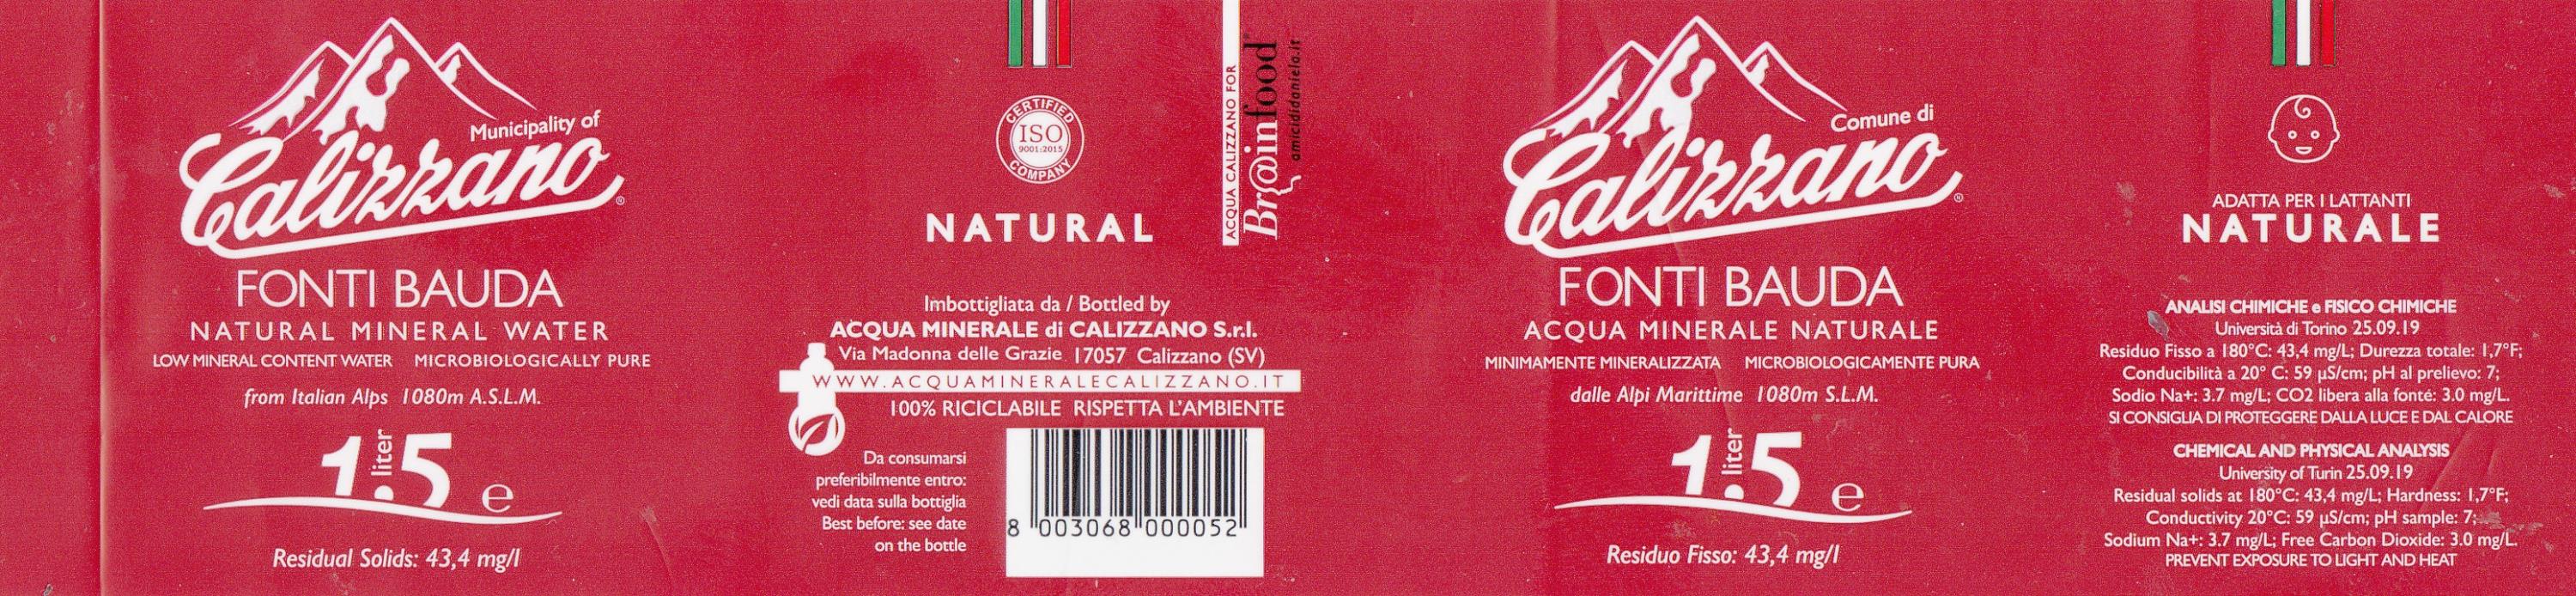 Municipality of
Calizzano®
FONTI BAUDA
NATURAL MINERAL WATER
LOW MINERAL CONTENT WATER MICROBIOLOGICALLY PURE
from Italian Alps 1080m A.S.L.M.
1.5 liter e
Residual Solids: 43,4 mg/l
CERTIFIED
ISO
9001:2015
COMPANY
NATURAL
ACQUA CALIZZANO FOR
Br@infood®
amicididaniela.it
Imbottigliata da / Bottled by
ACQUA MINERALE di CALIZZANO S.r.l.
Via Madonna delle Grazie 17057 Calizzano (SV)
WWW.ACQUAMINERALECALIZZANO.IT
100% RICICLABILE RISPETTA L'AMBIENTE
Da consumarsi
preferibilmente entro:
vedi data sulla bottiglia
Best before: see date
on the bottle
8 003068 000052
Comune di
Calizzano®
FONTI BAUDA
ACQUA MINERALE NATURALE
MINIMAMENTE MINERALIZZATA MICROBIOLOGICAMENTE PURA
dalle Alpi Marittime 1080m S.L.M.
1.5 liter e
Residuo Fisso: 43,4 mg/l
ADATTA PER I LATTANTI
NATURALE
ANALISI CHIMICHE e FISICO CHIMICHE
Università di Torino 25.09.19
Residuo Fisso a 180°C: 43,4 mg/L; Durezza totale: 1,7°F;
Conducibilità a 20° C: 59 µS/cm; pH al prelievo: 7;
Sodio Na+: 3.7 mg/L; CO2 libera alla fonté: 3.0 mg/L.
SI CONSIGLIA DI PROTEGGERE DALLA LUCE E DAL CALORE
CHEMICAL AND PHYSICAL ANALYSIS
University of Turin 25.09.19
Residual solids at 180°C: 43,4 mg/L; Hardness: 1,7°F;
Conductivity 20°C: 59 µS/cm; pH sample: 7;
Sodium Na+: 3.7 mg/L; Free Carbon Dioxide: 3.0 mg/L.
PREVENT EXPOSURE TO LIGHT AND HEAT